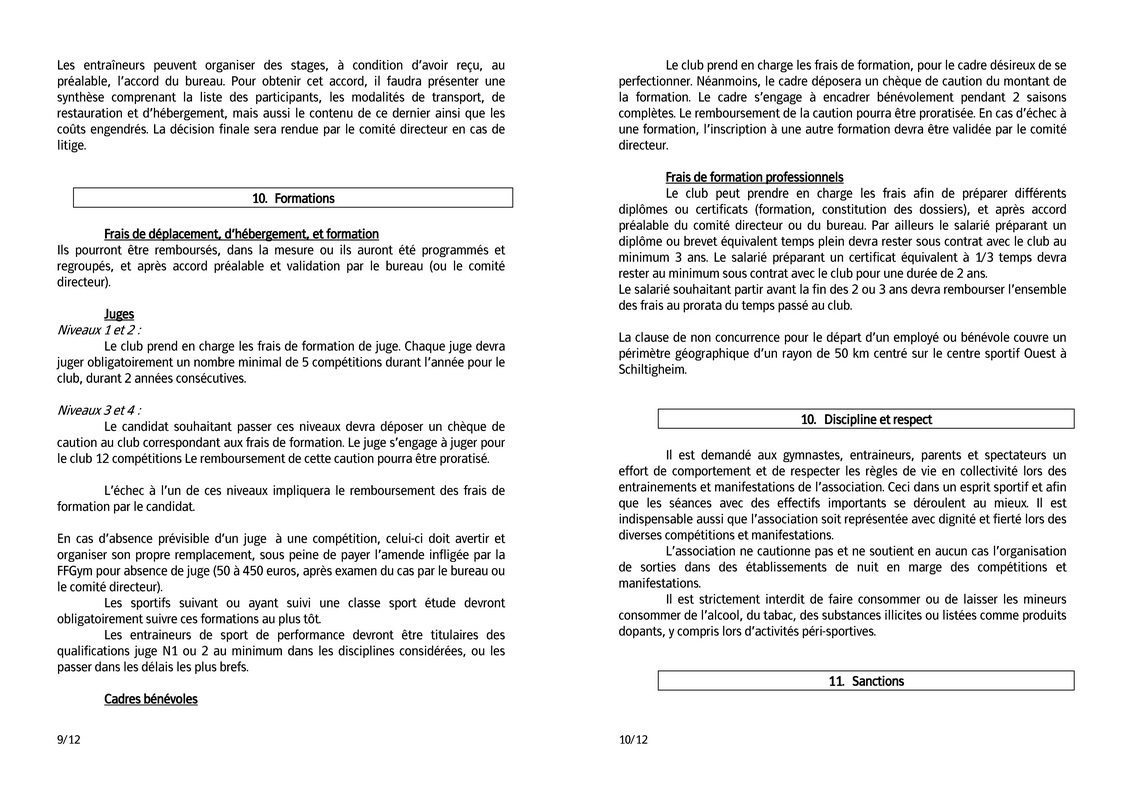 Les entraîneurs peuvent organiser des stages, à condition d'avoir reçu, au
préalable, l'accord du bureau. Pour obtenir cet accord, il faudra présenter une
synthèse comprenant la liste des participants, les modalités de transport, de
restauration et d'hébergement, mais aussi le contenu de ce dernier ainsi que les
coûts engendrés. La décision finale sera rendue par le comité directeur en cas de
litige.
10. Formations
Frais de déplacement, d'hébergement, et formation
Ils pourront être remboursés, dans la mesure ou ils auront été programmés et
regroupés, et après accord préalable et validation par le bureau (ou le comité
directeur).
Juges
Niveaux 1 et 2 :
Le club prend en charge les frais de formation de juge. Chaque juge devra
juger obligatoirement un nombre minimal de 5 compétitions durant l'année pour le
club, durant 2 années consécutives.
Niveaux 3 et 4 :
Le candidat souhaitant passer ces niveaux devra déposer un chèque de
caution au club correspondant aux frais de formation. Le juge s'engage à juger pour
le club 12 compétitions Le remboursement de cette caution pourra être proratisé.
L'échec à l'un de ces niveaux impliquera le remboursement des frais de
formation par le candidat.
En cas d'absence prévisible d'un juge à une compétition, celui-ci doit avertir et
organiser son propre remplacement, sous peine de payer l'amende infligée par la
FFGym pour absence de juge (50 à 450 euros, après examen du cas par le bureau ou
le comité directeur).
Les sportifs suivant ou ayant suivi une classe sport étude devront
obligatoirement suivre ces formations au plus tôt.
Les entraineurs de sport de performance devront être titulaires des
qualifications juge N1 ou 2 au minimum dans les disciplines considérées, ou les
passer dans les délais les plus brefs.
Cadres bénévoles
9/12
Le club prend en charge les frais de formation, pour le cadre désireux de se
perfectionner. Néanmoins, le cadre déposera un chèque de caution du montant de
la formation. Le cadre s'engage à encadrer bénévolement pendant 2 saisons
complètes. Le remboursement de la caution pourra être proratisée. En cas d'échec à
une formation, l'inscription à une autre formation devra être validée par le comité
directeur.
Frais de formation professionnels
Le club peut prendre en charge les frais afin de préparer différents
diplômes ou certificats (formation, constitution des dossiers), et après accord
préalable du comité directeur ou du bureau. Par ailleurs le salarié préparant un
diplôme ou brevet équivalent temps plein devra rester sous contrat avec le club au
minimum 3 ans. Le salarié préparant un certificat équivalent à 1/3 temps devra
rester au minimum sous contrat avec le club pour une durée de 2 ans.
Le salarié souhaitant partir avant la fin des 2 ou 3 ans devra rembourser l'ensemble
des frais au prorata du temps passé au club.
La clause de non concurrence pour le départ d'un employé ou bénévole couvre un
périmètre géographique d'un rayon de 50 km centré sur le centre sportif Ouest à
Schiltigheim.
10. Discipline et respect
Il est demandé aux gymnastes, entraineurs, parents et spectateurs un
effort de comportement et de respecter les règles de vie en collectivité lors des
entrainements et manifestations de l'association. Ceci dans un esprit sportif et afin
que les séances avec des effectifs importants se déroulent au mieux. Il est
indispensable aussi que l'association soit représentée avec dignité et fierté lors des
diverses compétitions et manifestations.
L'association ne cautionne pas et ne soutient en aucun cas l'organisation
de sorties dans des établissements de nuit en marge des compétitions et
manifestations.
Il est strictement interdit de faire consommer ou de laisser les mineurs
consommer de l'alcool, du tabac, des substances illicites ou listées comme produits
dopants, y compris lors d'activités péri-sportives.
11. Sanctions
10/12